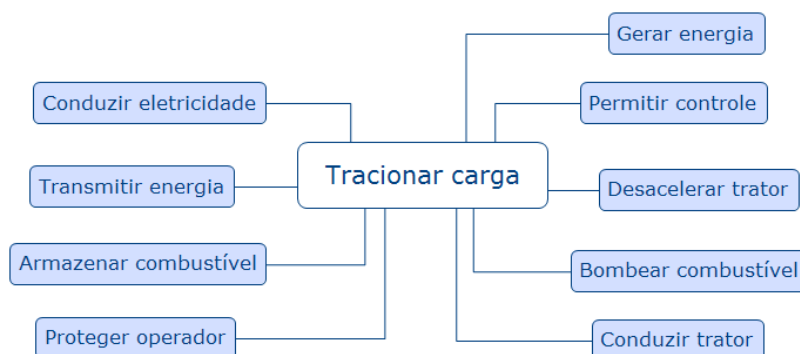 Gerar energia
Conduzir eletricidade
Permitir controle
Tracionar carga
Transmitir energia
Desacelerar trator
Armazenar combustível
Bombear combustível
Proteger operador
Conduzir trator